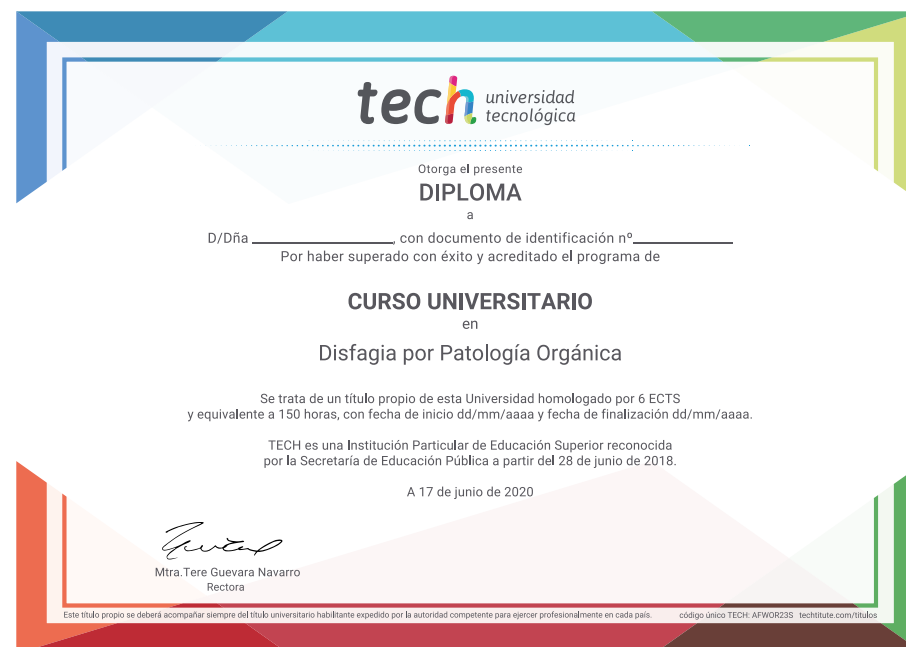 tech universidad
tecnológica
Otorga el presente
DIPLOMA
a
D/Dña ____________________, con documento de identificación nº______________
Por haber superado con éxito y acreditado el programa de
CURSO UNIVERSITARIO
en
Disfagia por Patología Orgánica
Se trata de un título propio de esta Universidad homologado por 6 ECTS
y equivalente a 150 horas, con fecha de inicio dd/mm/aaaa y fecha de finalización dd/mm/aaaa.
TECH es una Institución Particular de Educación Superior reconocida
por la Secretaría de Educación Pública a partir del 28 de junio de 2018.
A 17 de junio de 2020
Mtra.Tere Guevara Navarro
Rectora
Este título propio se deberá acompañar siempre del título universitario habilitante expedido por la autoridad competente para ejercer profesionalmente en cada país. código único TECH: AFWOR23S techtitute.com/titulos